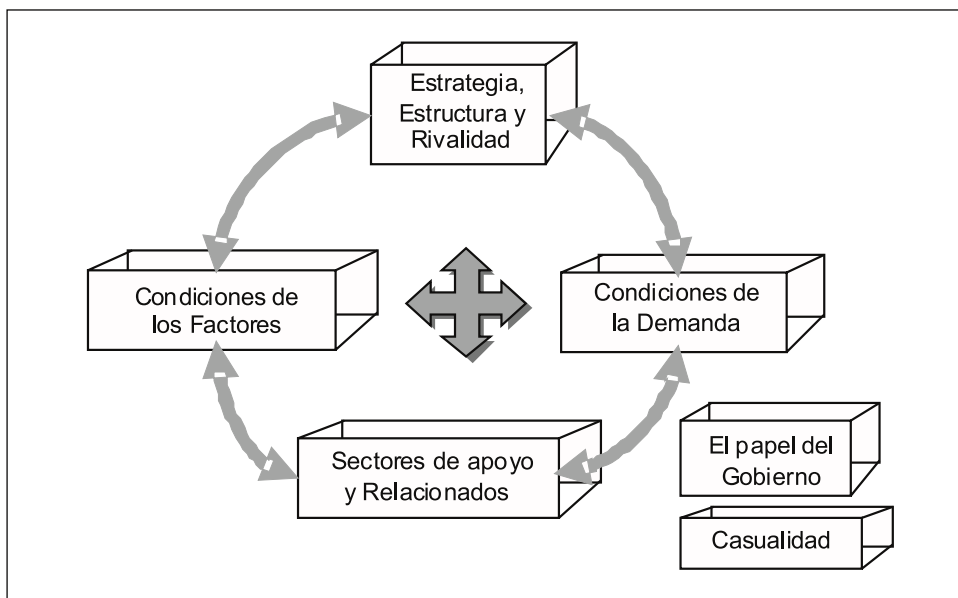 Estrategia,
Estructura y
Rivalidad
Condiciones de
los Factores
Condiciones de
la Demanda
Sectores de apoyo
y Relacionados
El papel del
Gobierno
Casualidad